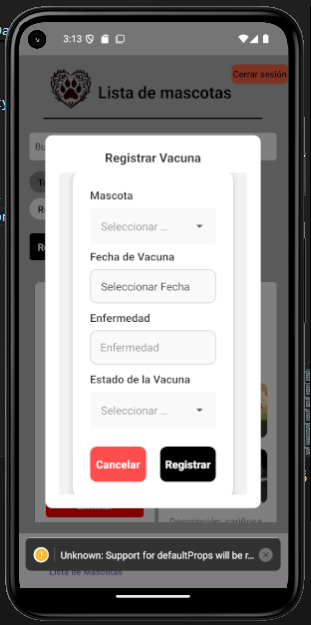 3:13
Cerrar sesión
Lista de mascotas
Bu
Registrar Vacuna
Mascota
Seleccionar ...
Fecha de Vacuna
Seleccionar Fecha
Enfermedad
Enfermedad
Estado de la Vacuna
Seleccionar ...
Cancelar
Registrar
Descripción: cariñosa
Unknown: Support for defaultProps will be r...
Lista de Mascotas